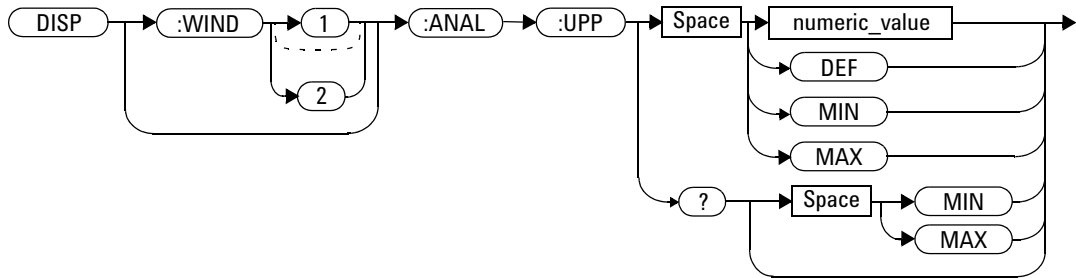 DISP :WIND 1 :ANAL :UPP Space numeric_value
DEF
2
MIN
MAX
? Space MIN
MAX